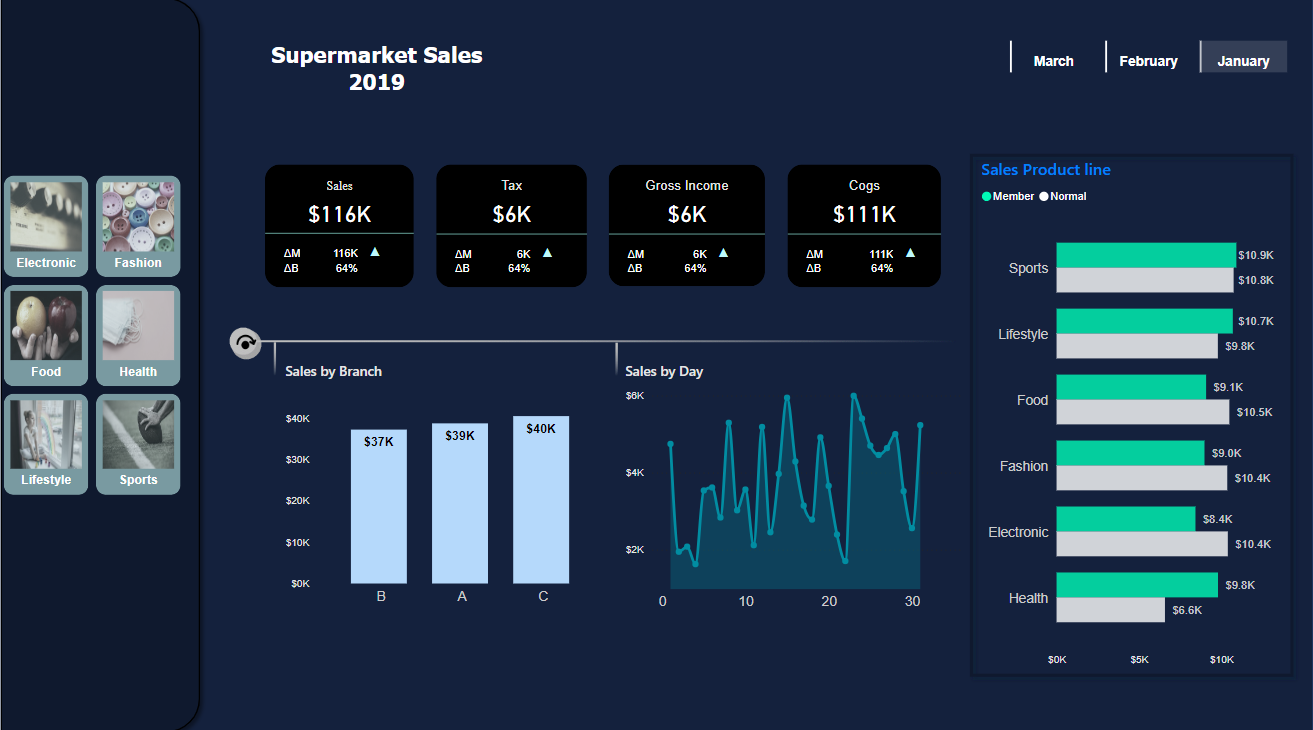 Supermarket Sales
2019
March
February
January
Electronic
Fashion
Food
Health
Lifestyle
Sports
Sales
$116K
ΔM 116K ▲
ΔB 64%
Tax
$6K
ΔM 6K ▲
ΔB 64%
Gross Income
$6K
ΔM 6K ▲
ΔB 64%
Cogs
$111K
ΔM 111K ▲
ΔB 64%
Sales by Branch
$40K
$30K
$20K
$10K
$0K
$37K
$39K
$40K
B A C
Sales by Day
$6K
$4K
$2K
0 10 20 30
Sales Product line
Member Normal
Sports
$10.9K
$10.8K
Lifestyle
$10.7K
$9.8K
Food
$9.1K
$10.5K
Fashion
$9.0K
$10.4K
Electronic
$8.4K
$10.4K
Health
$9.8K
$6.6K
$0K $5K $10K